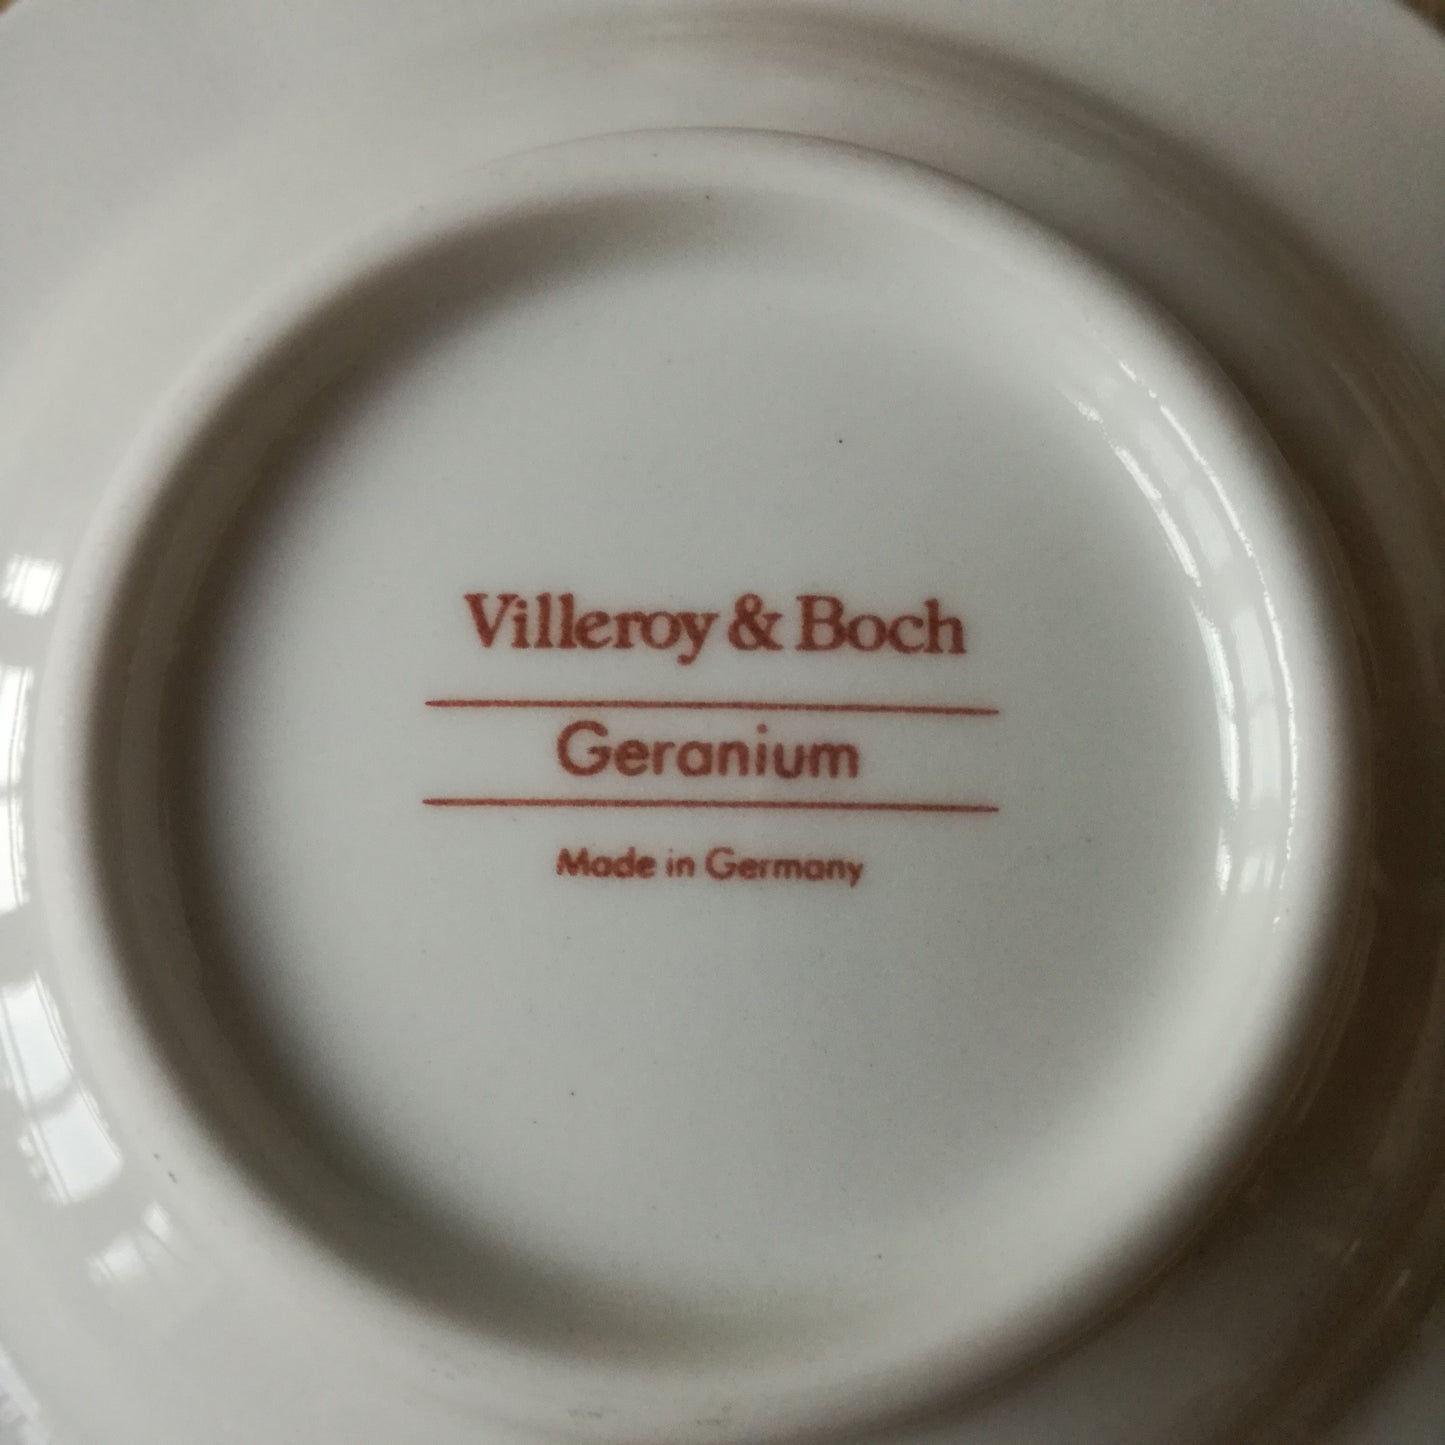 Villeroy & Boch
Geranium
Made in Germany